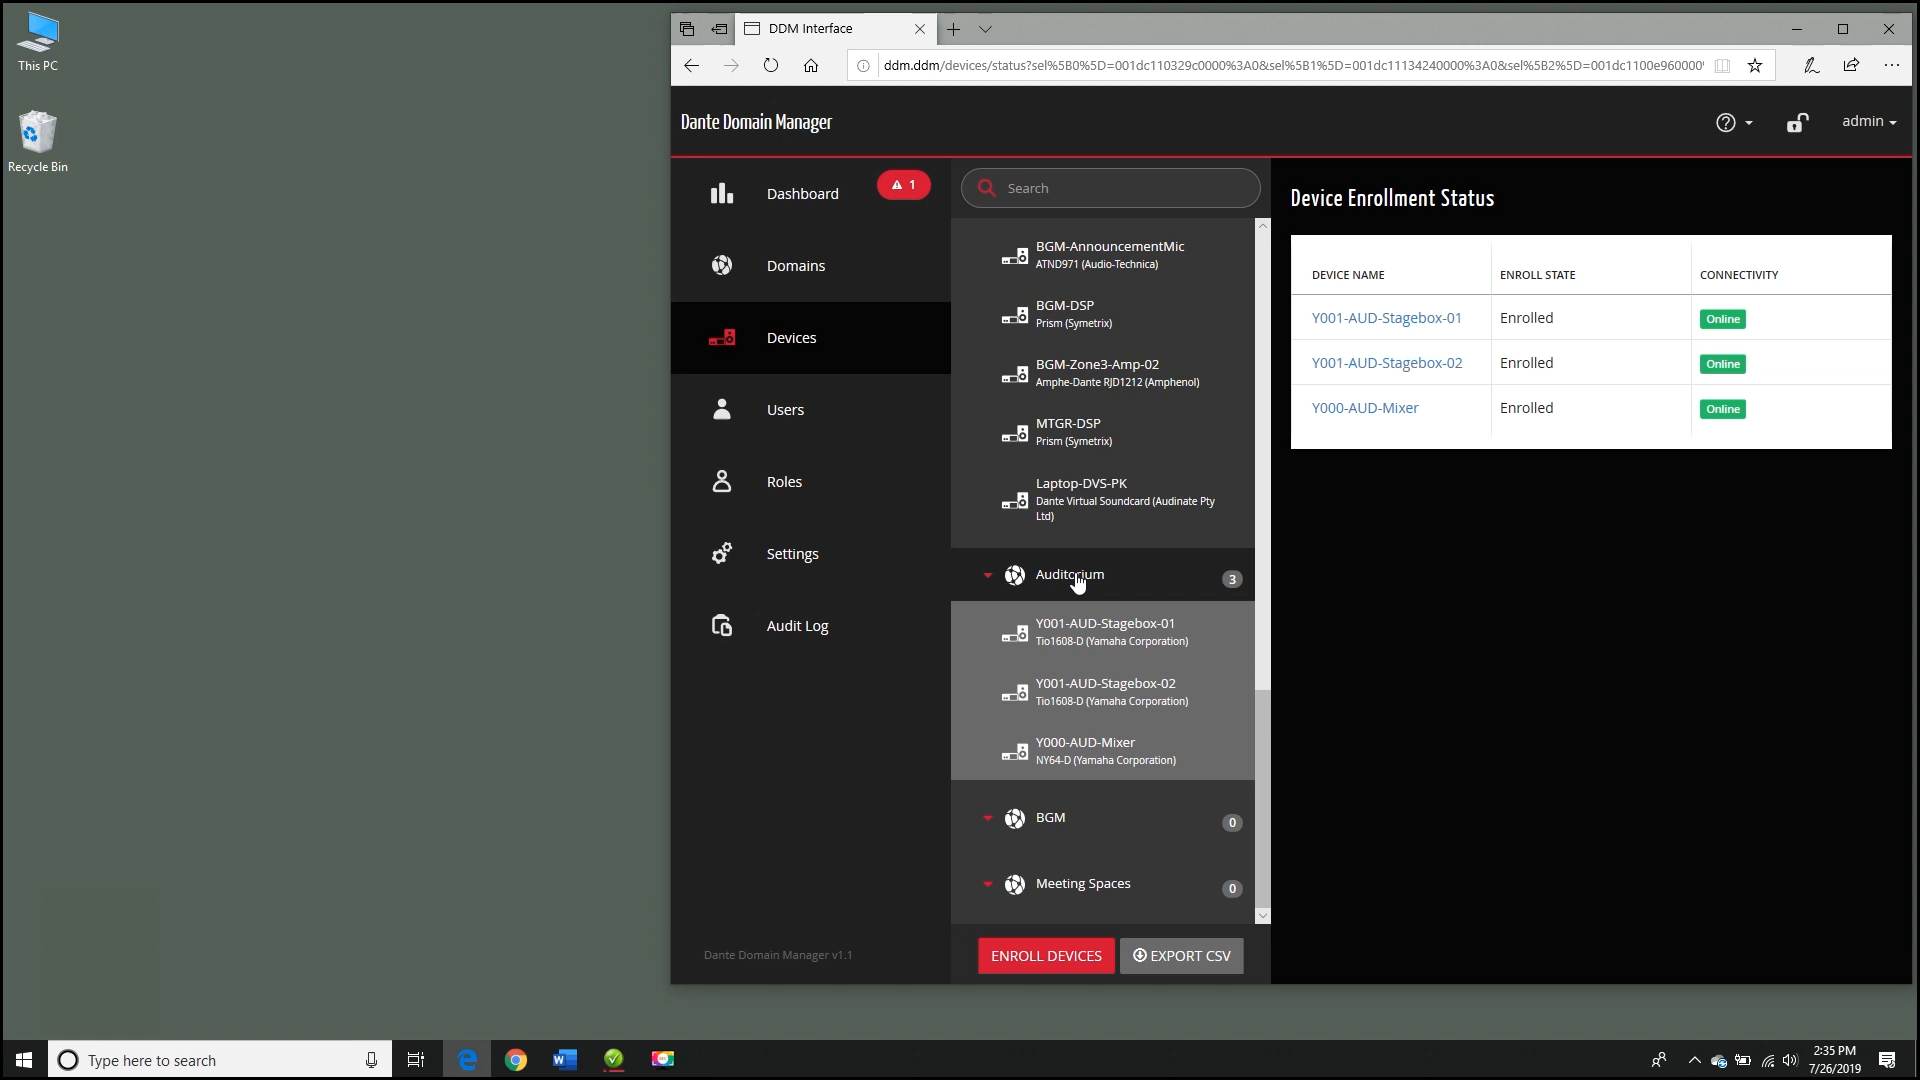 This PC
Recycle Bin
DDM Interface
ddm.ddm/devices/status?sel%5B0%5D=001dc110329c0000%3A0&sel%5B1%5D=001dc11134240000%3A0&sel%5B2%5D=001dc1100e960000
Dante Domain Manager
admin
Dashboard
1
Domains
Devices
Users
Roles
Settings
Audit Log
Dante Domain Manager v1.1
Search
BGM-AnnouncementMic
ATND971 (Audio-Technica)
BGM-DSP
Prism (Symetrix)
BGM-Zone3-Amp-02
Amphe-Dante RJD1212 (Amphenol)
MTGR-DSP
Prism (Symetrix)
Laptop-DVS-PK
Dante Virtual Soundcard (Audinate Pty
Ltd)
Auditorium 3
Y001-AUD-Stagebox-01
Tio1608-D (Yamaha Corporation)
Y001-AUD-Stagebox-02
Tio1608-D (Yamaha Corporation)
Y000-AUD-Mixer
NY64-D (Yamaha Corporation)
BGM 0
Meeting Spaces 0
ENROLL DEVICES EXPORT CSV
Device Enrollment Status
DEVICE NAME ENROLL STATE CONNECTIVITY
Y001-AUD-Stagebox-01 Enrolled Online
Y001-AUD-Stagebox-02 Enrolled Online
Y000-AUD-Mixer Enrolled Online
Type here to search
2:35 PM
7/26/2019